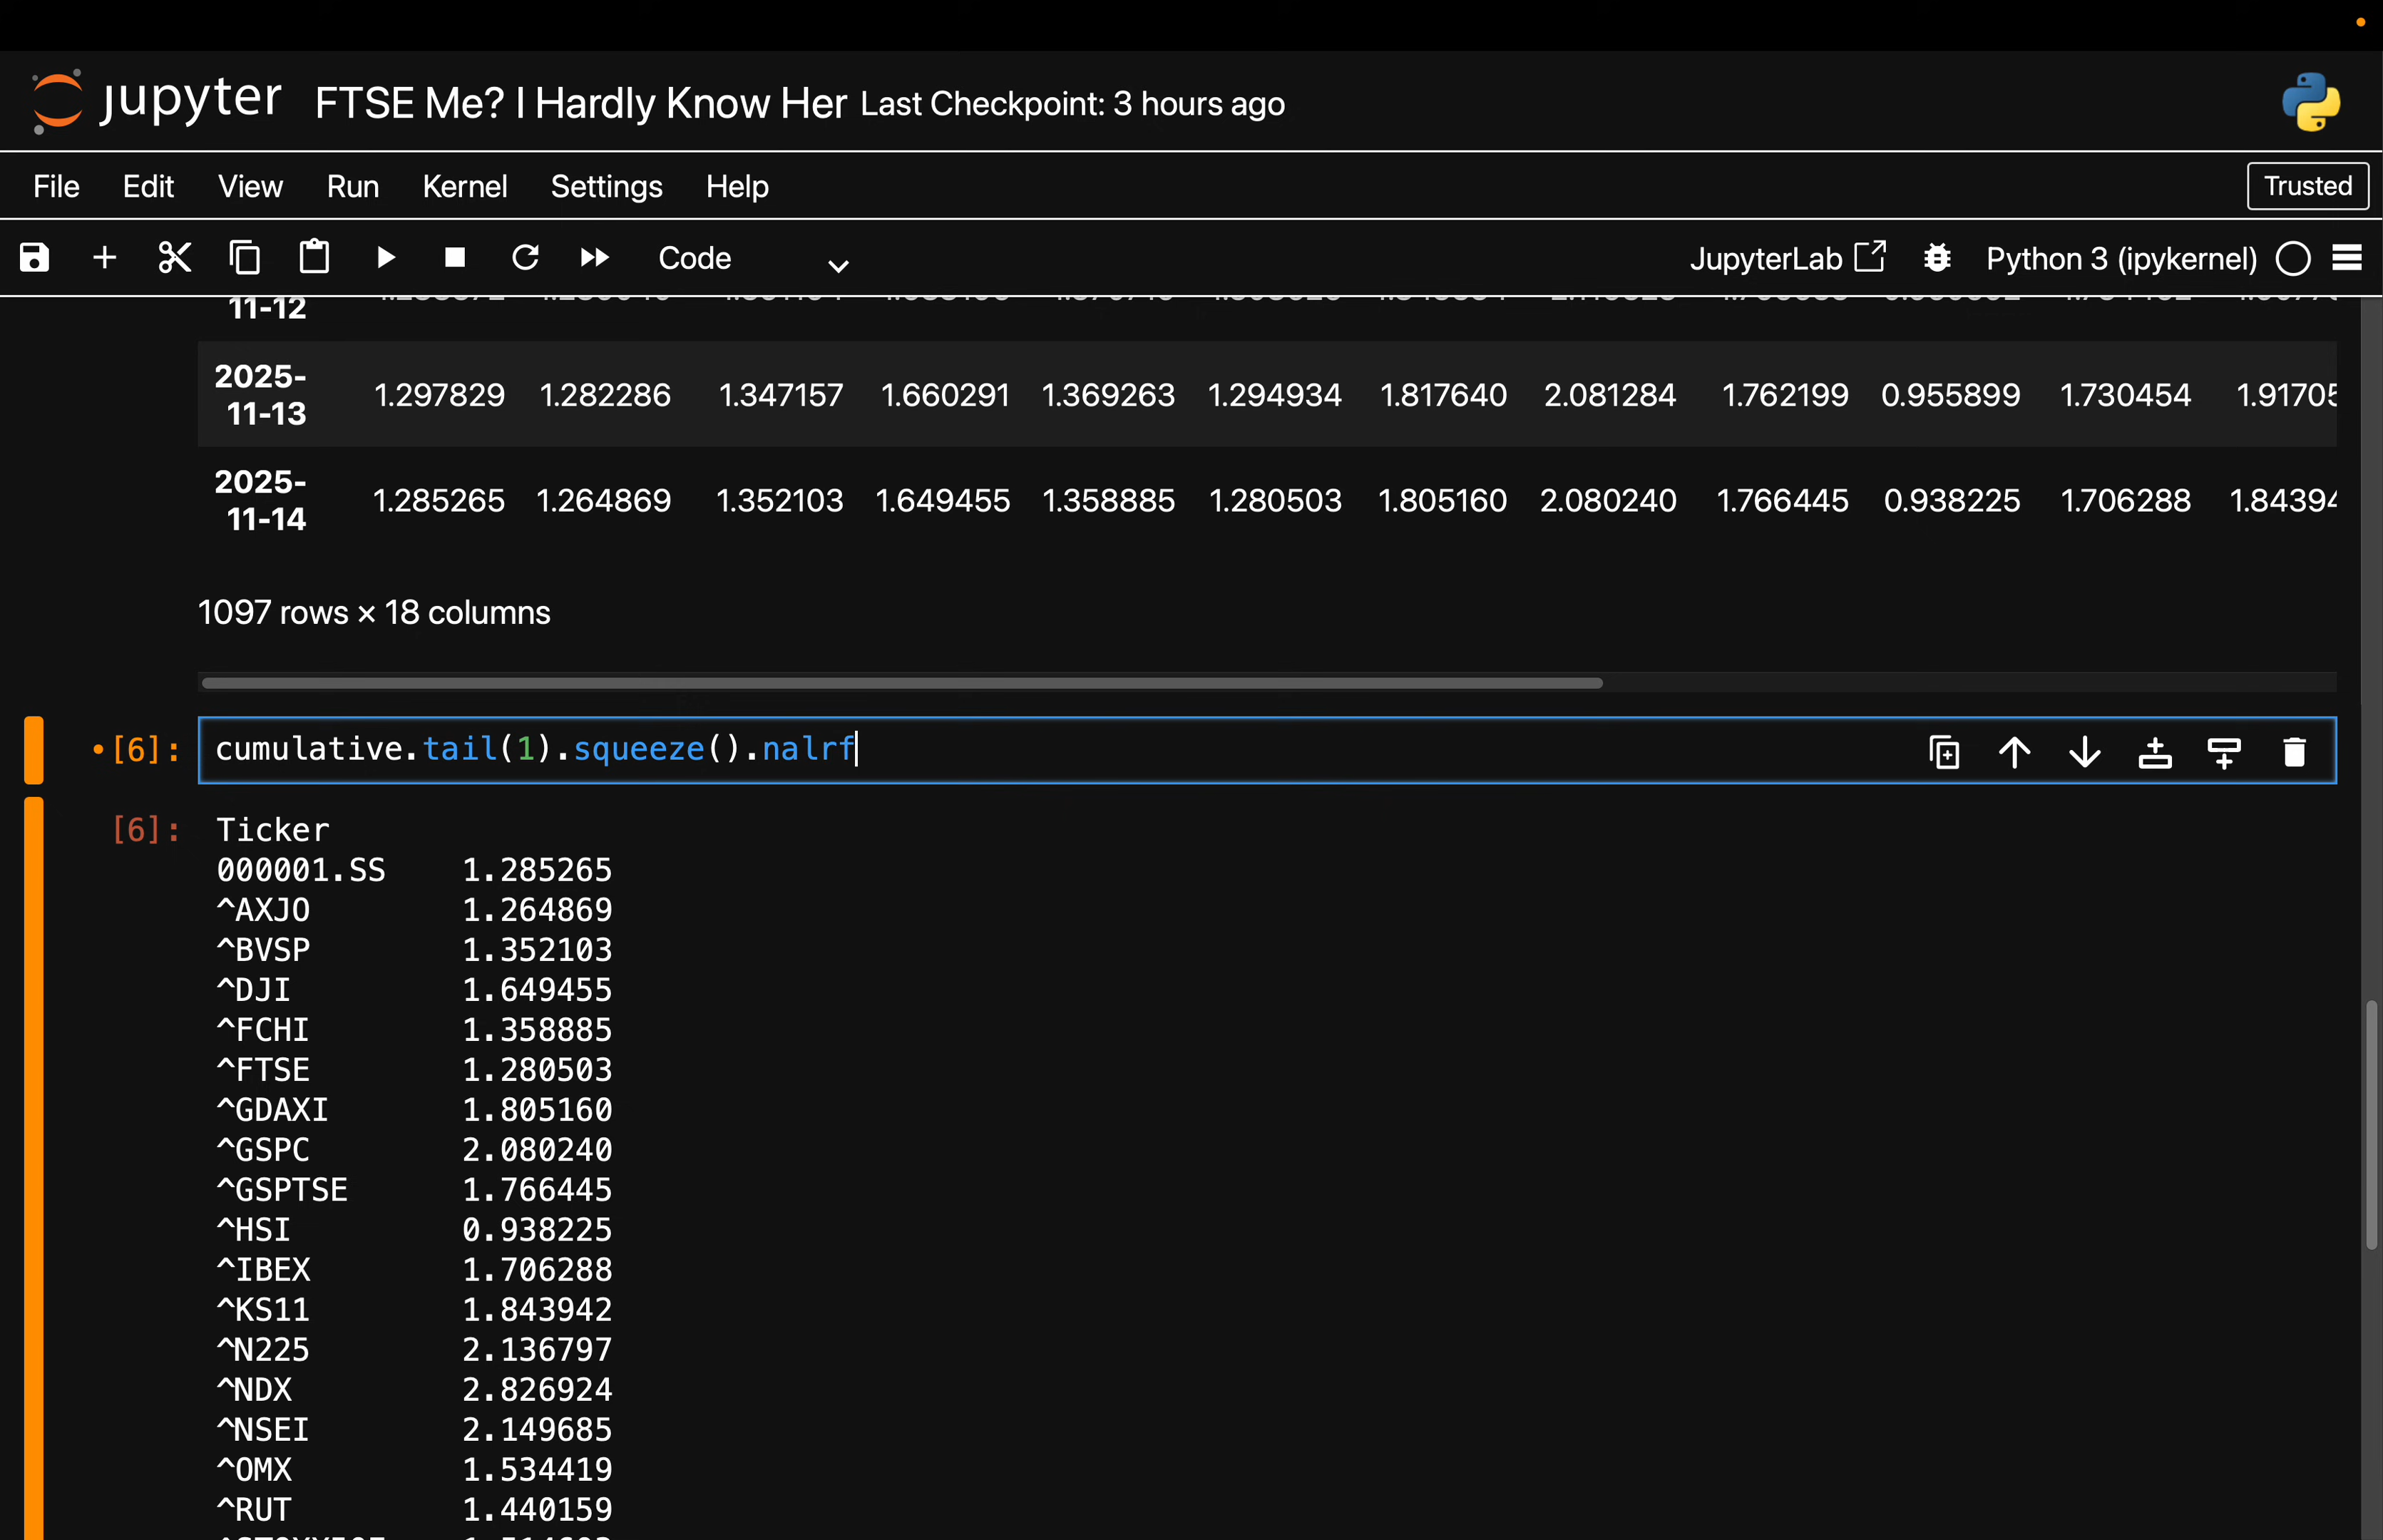 jupyter FTSE Me? I Hardly Know Her Last Checkpoint: 3 hours ago
File Edit View Run Kernel Settings Help Trusted
Code JupyterLab Python 3 (ipykernel)
11-12
2025-11-13 1.297829 1.282286 1.347157 1.660291 1.369263 1.294934 1.817640 2.081284 1.762199 0.955899 1.730454 1.91705
2025-11-14 1.285265 1.264869 1.352103 1.649455 1.358885 1.280503 1.805160 2.080240 1.766445 0.938225 1.706288 1.84394
1097 rows × 18 columns
[6]: cumulative.tail(1).squeeze().nalrf
[6]: Ticker
000001.SS 1.285265
^AXJO 1.264869
^BVSP 1.352103
^DJI 1.649455
^FCHI 1.358885
^FTSE 1.280503
^GDAXI 1.805160
^GSPC 2.080240
^GSPTSE 1.766445
^HSI 0.938225
^IBEX 1.706288
^KS11 1.843942
^N225 2.136797
^NDX 2.826924
^NSEI 2.149685
^OMX 1.534419
^RUT 1.440159